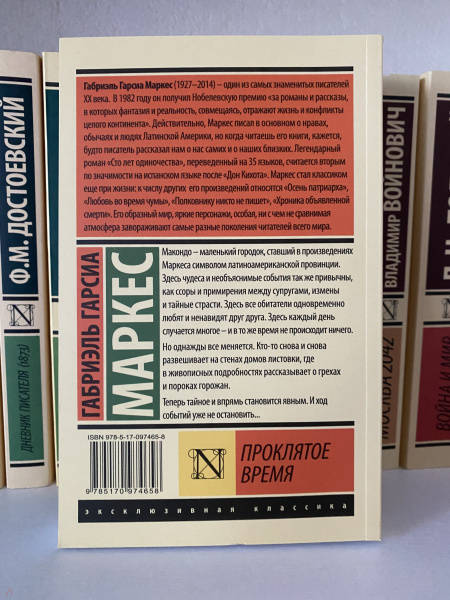 Габриэль Гарсиа Маркес (1927–2014) – один из самых знаменитых писателей
XX века. В 1982 году он получил Нобелевскую премию «за романы и рассказы,
в которых фантазия и реальность, совмещаясь, отражают жизнь и конфликты
целого континента». Действительно, Маркес писал в основном о нравах,
обычаях и людях Латинской Америки, но когда читаешь его книги, кажется,
будто писатель рассказал нам о нас самих и о наших близких. Легендарный
роман «Сто лет одиночества», переведенный на 35 языков, считается вторым
по значимости на испанском языке после «Дон Кихота». Маркес стал классиком
еще при жизни: к числу других его произведений относятся «Осень патриарха»,
«Любовь во время чумы», «Полковнику никто не пишет», «Хроника объявленной
смерти». Его образный мир, яркие персонажи, особая, ни с чем не сравнимая
атмосфера завораживают самые разные поколения читателей всего мира.
ГАБРИЭЛЬ ГАРСИА
МАРКЕС
Макондо – маленький городок, ставший в произведениях
Маркеса символом латиноамериканской провинции.
Здесь чудеса и необъяснимые события так же привычны,
как ссоры и примирения между супругами, измены
и тайные страсти. Здесь все обитатели одновременно
любят и ненавидят друг друга. Здесь каждый день
случается многое – и в то же время не происходит ничего.
Но однажды все меняется. Кто-то снова и снова
развешивает на стенах домов листовки, где
в живописных подробностях рассказывает о грехах
и пороках горожан.
Теперь тайное и впрямь становится явным. И ход
событий уже не остановить...
ISBN 978-5-17-097465-8
9 785170 974658
N
ПРОКЛЯТОЕ
ВРЕМЯ
эксклюзивная классика
Ф.М. ДОСТОЕВСКИЙ
ДНЕВНИК ПИСАТЕЛЯ (1873)
ВЛАДИМИР ВОЙНОВИЧ
МОСКВА 2042
ВОЙНА И МИР